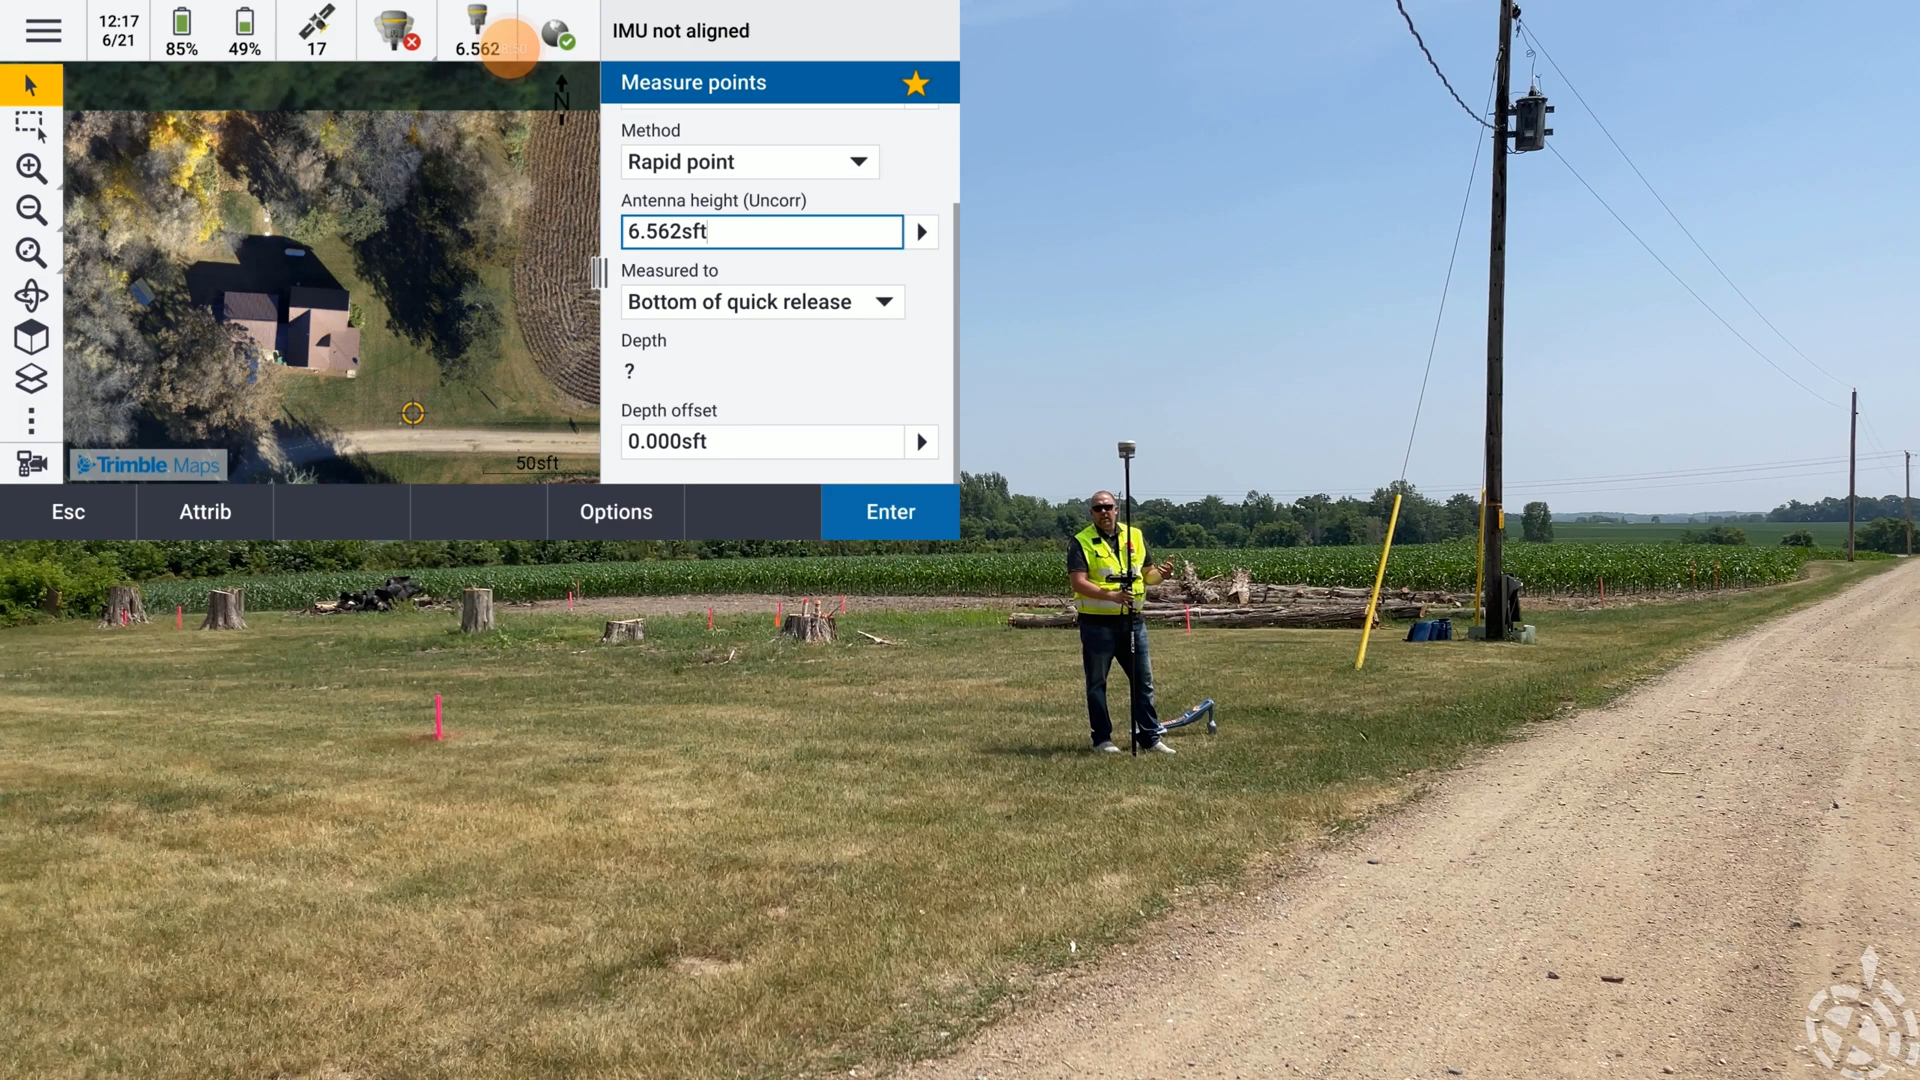 12:17
6/21
85%
49%
17
6.562
IMU not aligned
Measure points
Method
Rapid point
Antenna height (Uncorr)
6.562sft
Measured to
Bottom of quick release
Depth
?
Depth offset
0.000sft
N
Trimble Maps
50sft
Esc
Attrib
Options
Enter